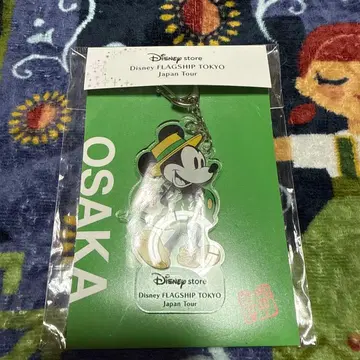 Disney store
Disney FLAGSHIP TOKYO
Japan Tour
OSAKA
Disney store
Disney FLAGSHIP TOKYO
Japan Tour